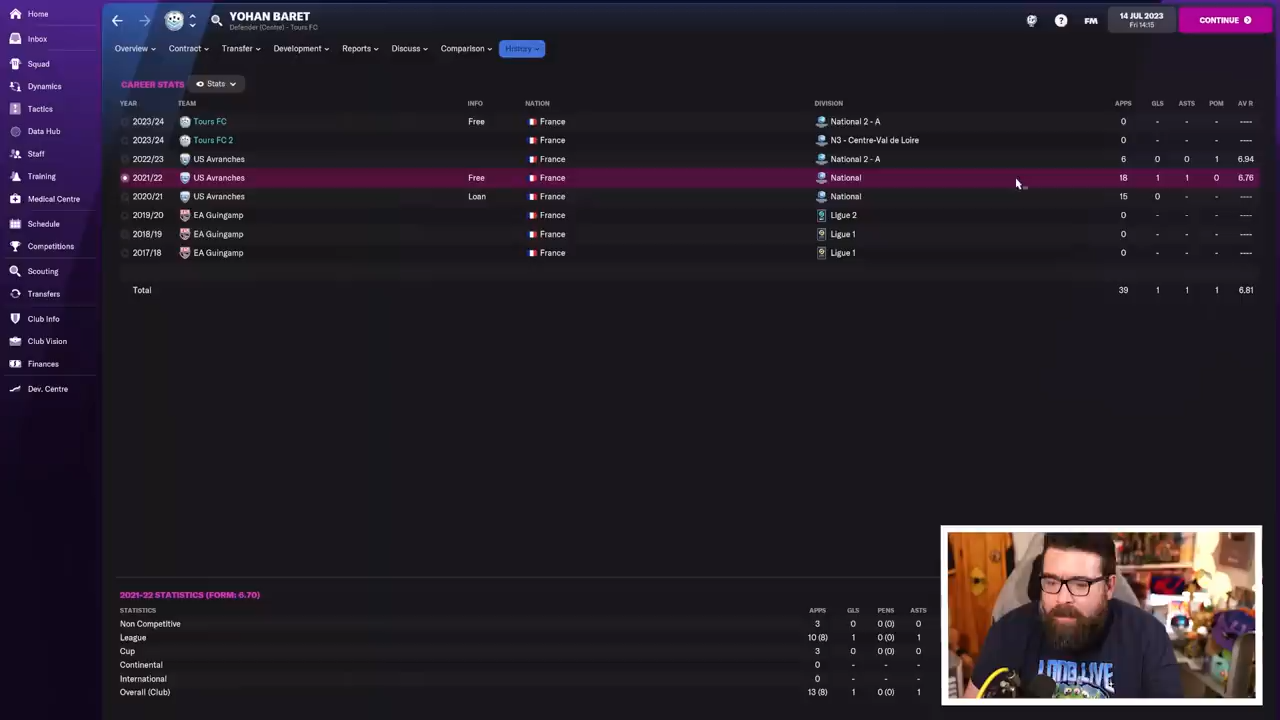 Home
Inbox
Squad
Dynamics
Tactics
Data Hub
Staff
Training
Medical Centre
Schedule
Competitions
Scouting
Transfers
Club Info
Club Vision
Finances
Dev. Centre
YOHAN BARET
Defender (Centre) - Tours FC
? FM 14 JUL 2023 Fri 14:15 CONTINUE
Overview Contract Transfer Development Reports Discuss Comparison History
CAREER STATS Stats
YEAR TEAM INFO NATION DIVISION APPS GLS ASTS POM AV R
2023/24 Tours FC Free France National 2 - A 0 - - - ----
2023/24 Tours FC 2 France N3 - Centre-Val de Loire 0 - - - ----
2022/23 US Avranches France National 2 - A 6 0 0 1 6.94
2021/22 US Avranches Free France National 18 1 1 0 6.76
2020/21 US Avranches Loan France National 15 0 - - ----
2019/20 EA Guingamp France Ligue 2 0 - - - ----
2018/19 EA Guingamp France Ligue 1 0 - - - ----
2017/18 EA Guingamp France Ligue 1 0 - - - ----
Total 39 1 1 1 6.81
2021-22 STATISTICS (FORM: 6.70)
STATISTICS APPS GLS PENS ASTS
Non Competitive 3 0 0 (0) 0
League 10 (8) 1 0 (0) 1
Cup 3 0 0 (0) 0
Continental 0 - - -
International 0 - - -
Overall (Club) 13 (8) 1 0 (0) 1
LONG LIVE